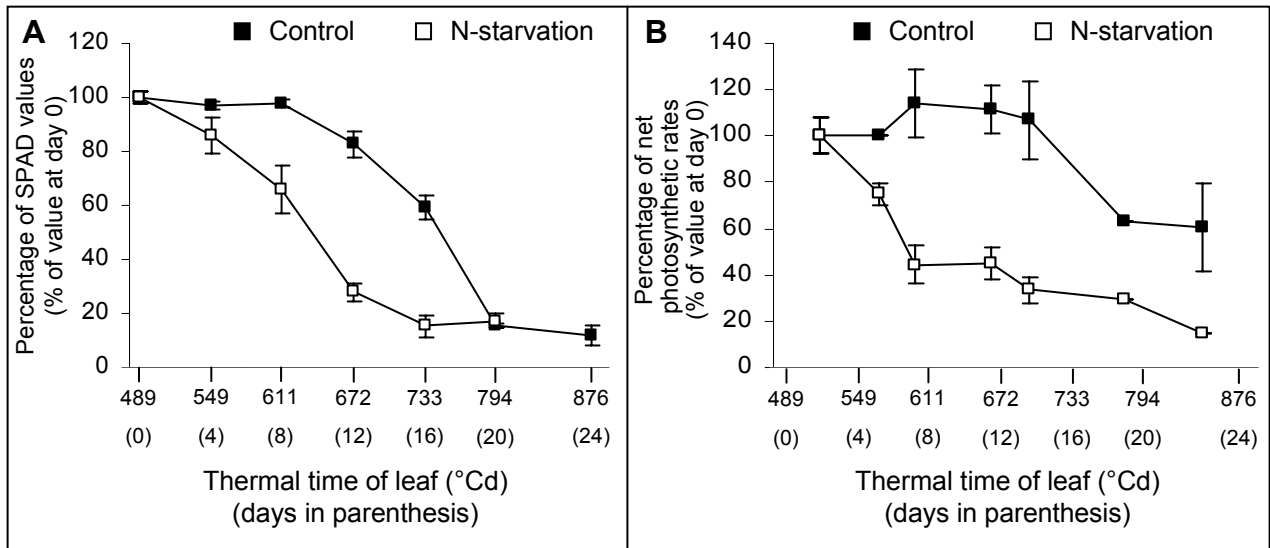 A
Control
N-starvation
Percentage of SPAD values
(% of value at day 0)
120
100
80
60
40
20
0
489 549 611 672 733 794 876
(0) (4) (8) (12) (16) (20) (24)
Thermal time of leaf (°Cd)
(days in parenthesis)
B
Control
N-starvation
Percentage of net
photosynthetic rates
(% of value at day 0)
140
120
100
80
60
40
20
0
489 549 611 672 733 794 876
(0) (4) (8) (12) (16) (20) (24)
Thermal time of leaf (°Cd)
(days in parenthesis)